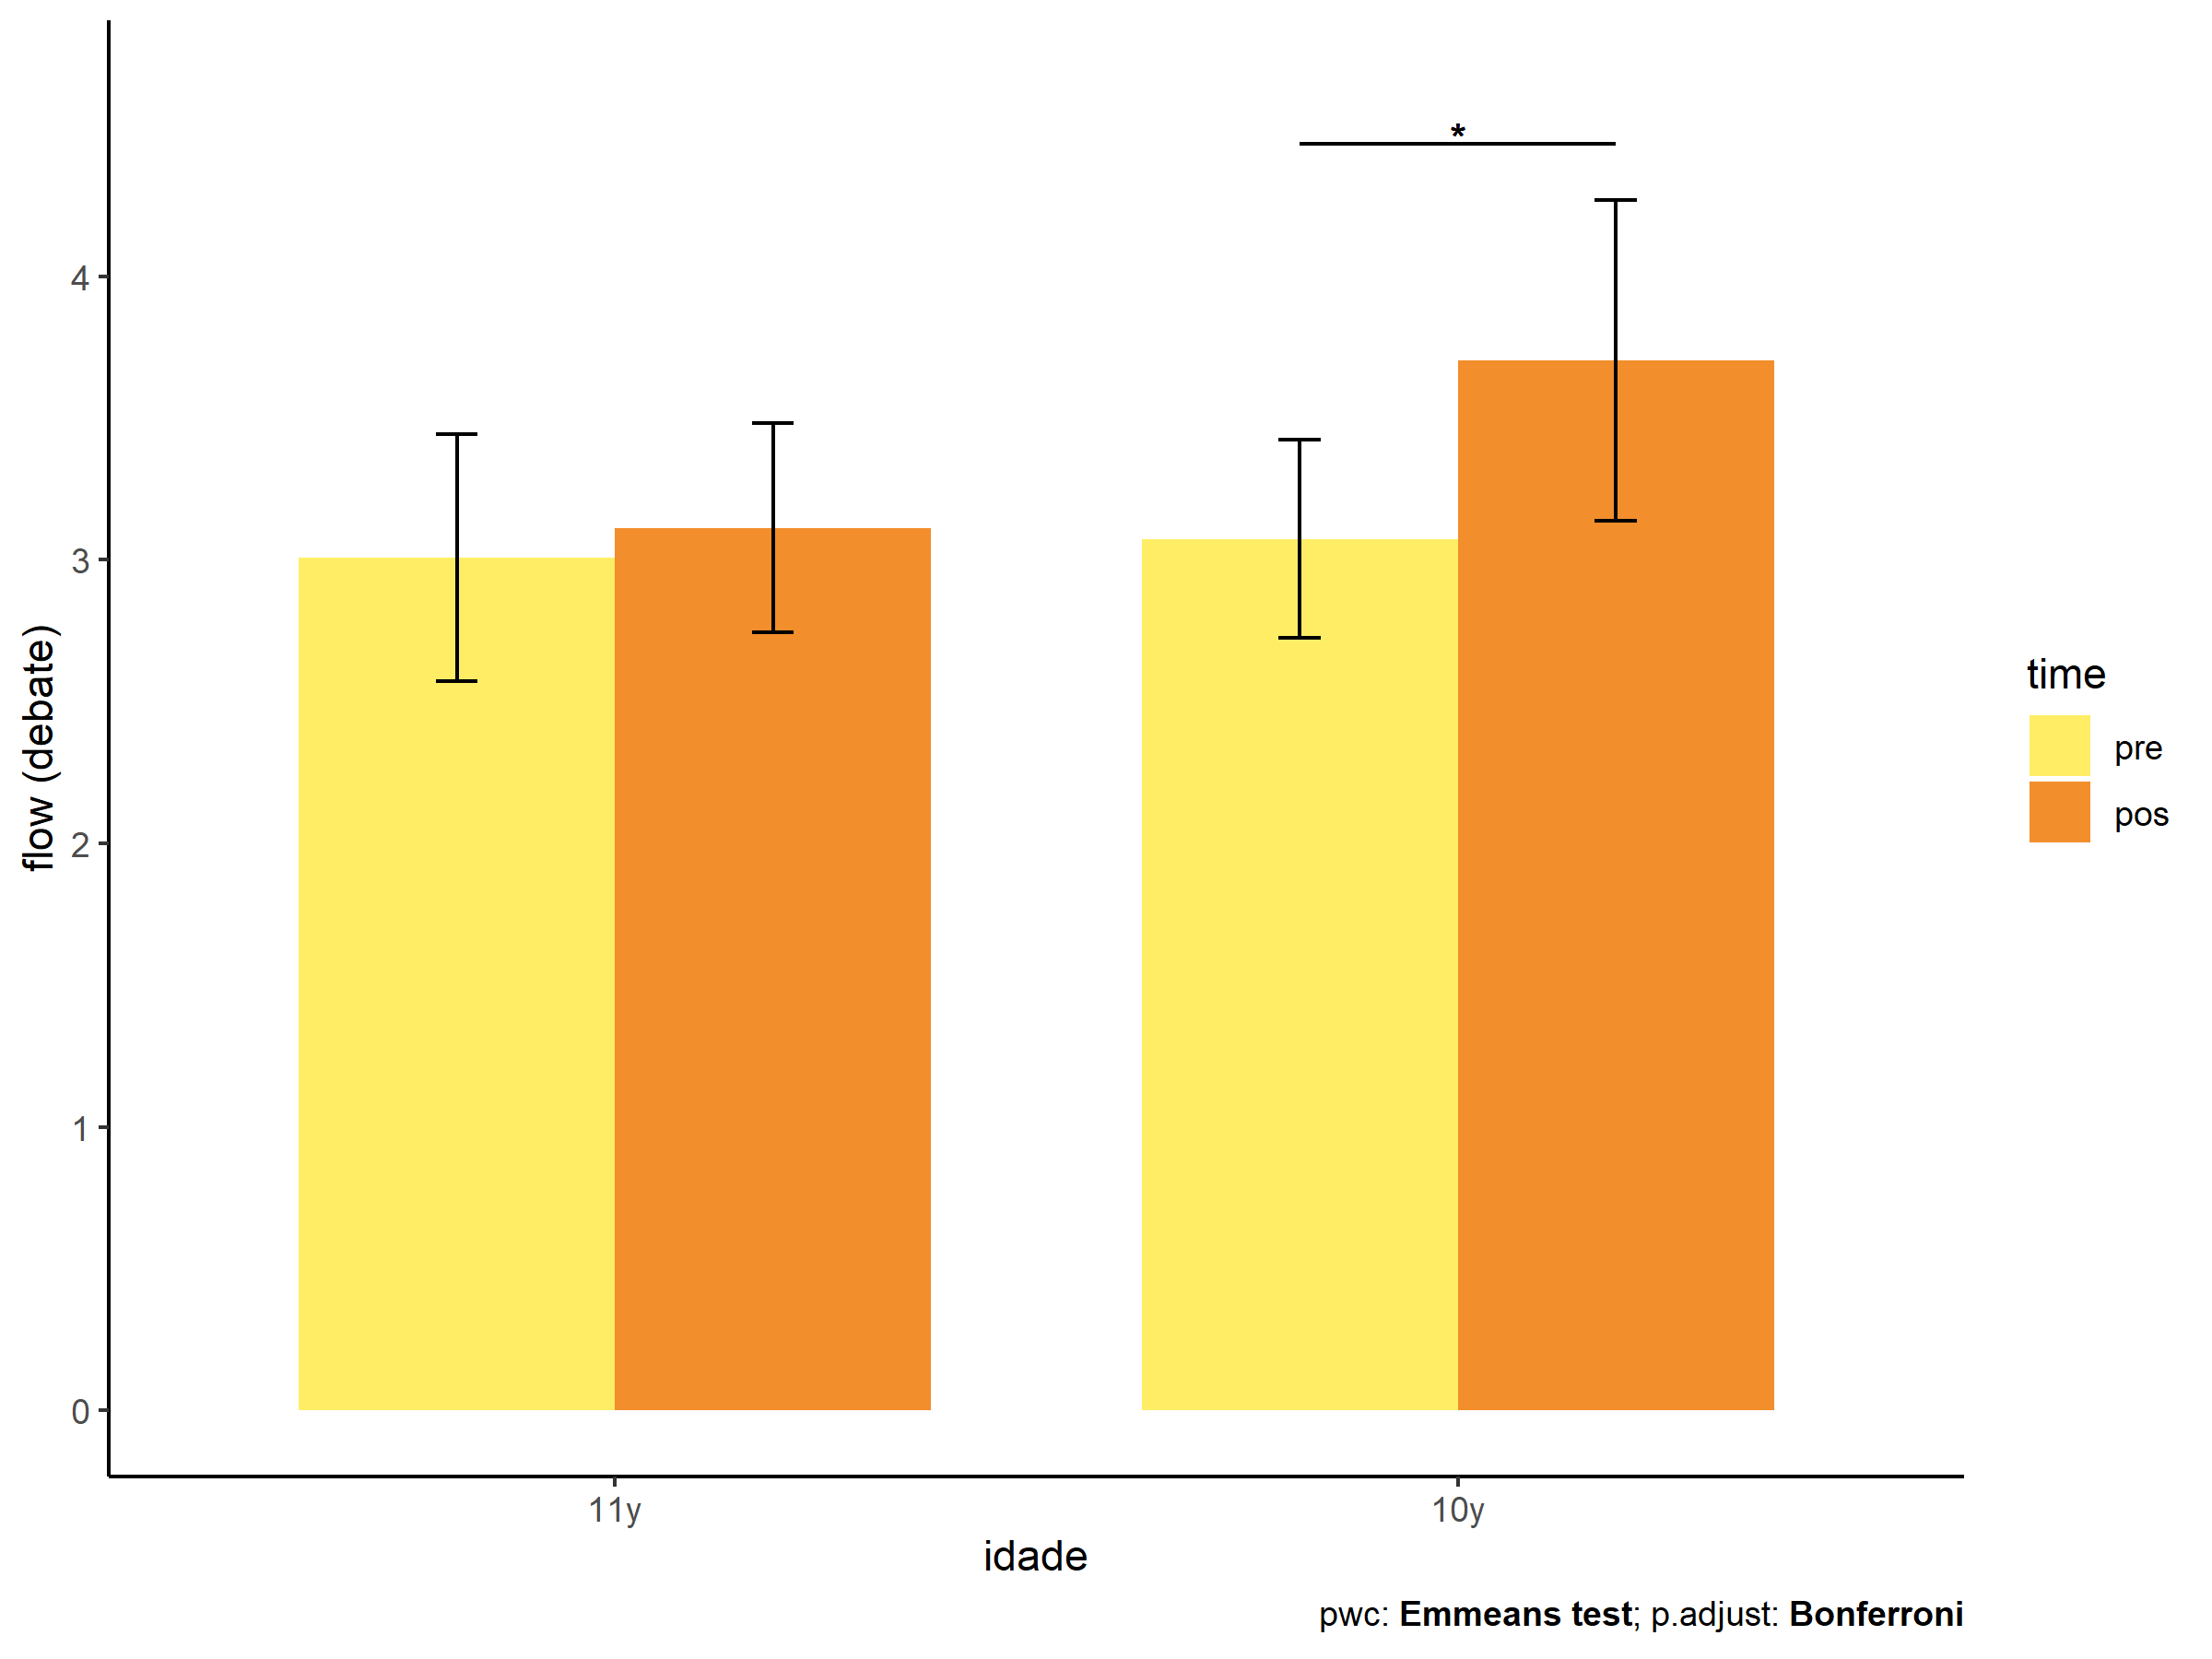 *
4
3
2
1
0
flow (debate)
11y
10y
idade
time
pre
pos
pwc: Emmeans test; p.adjust: Bonferroni